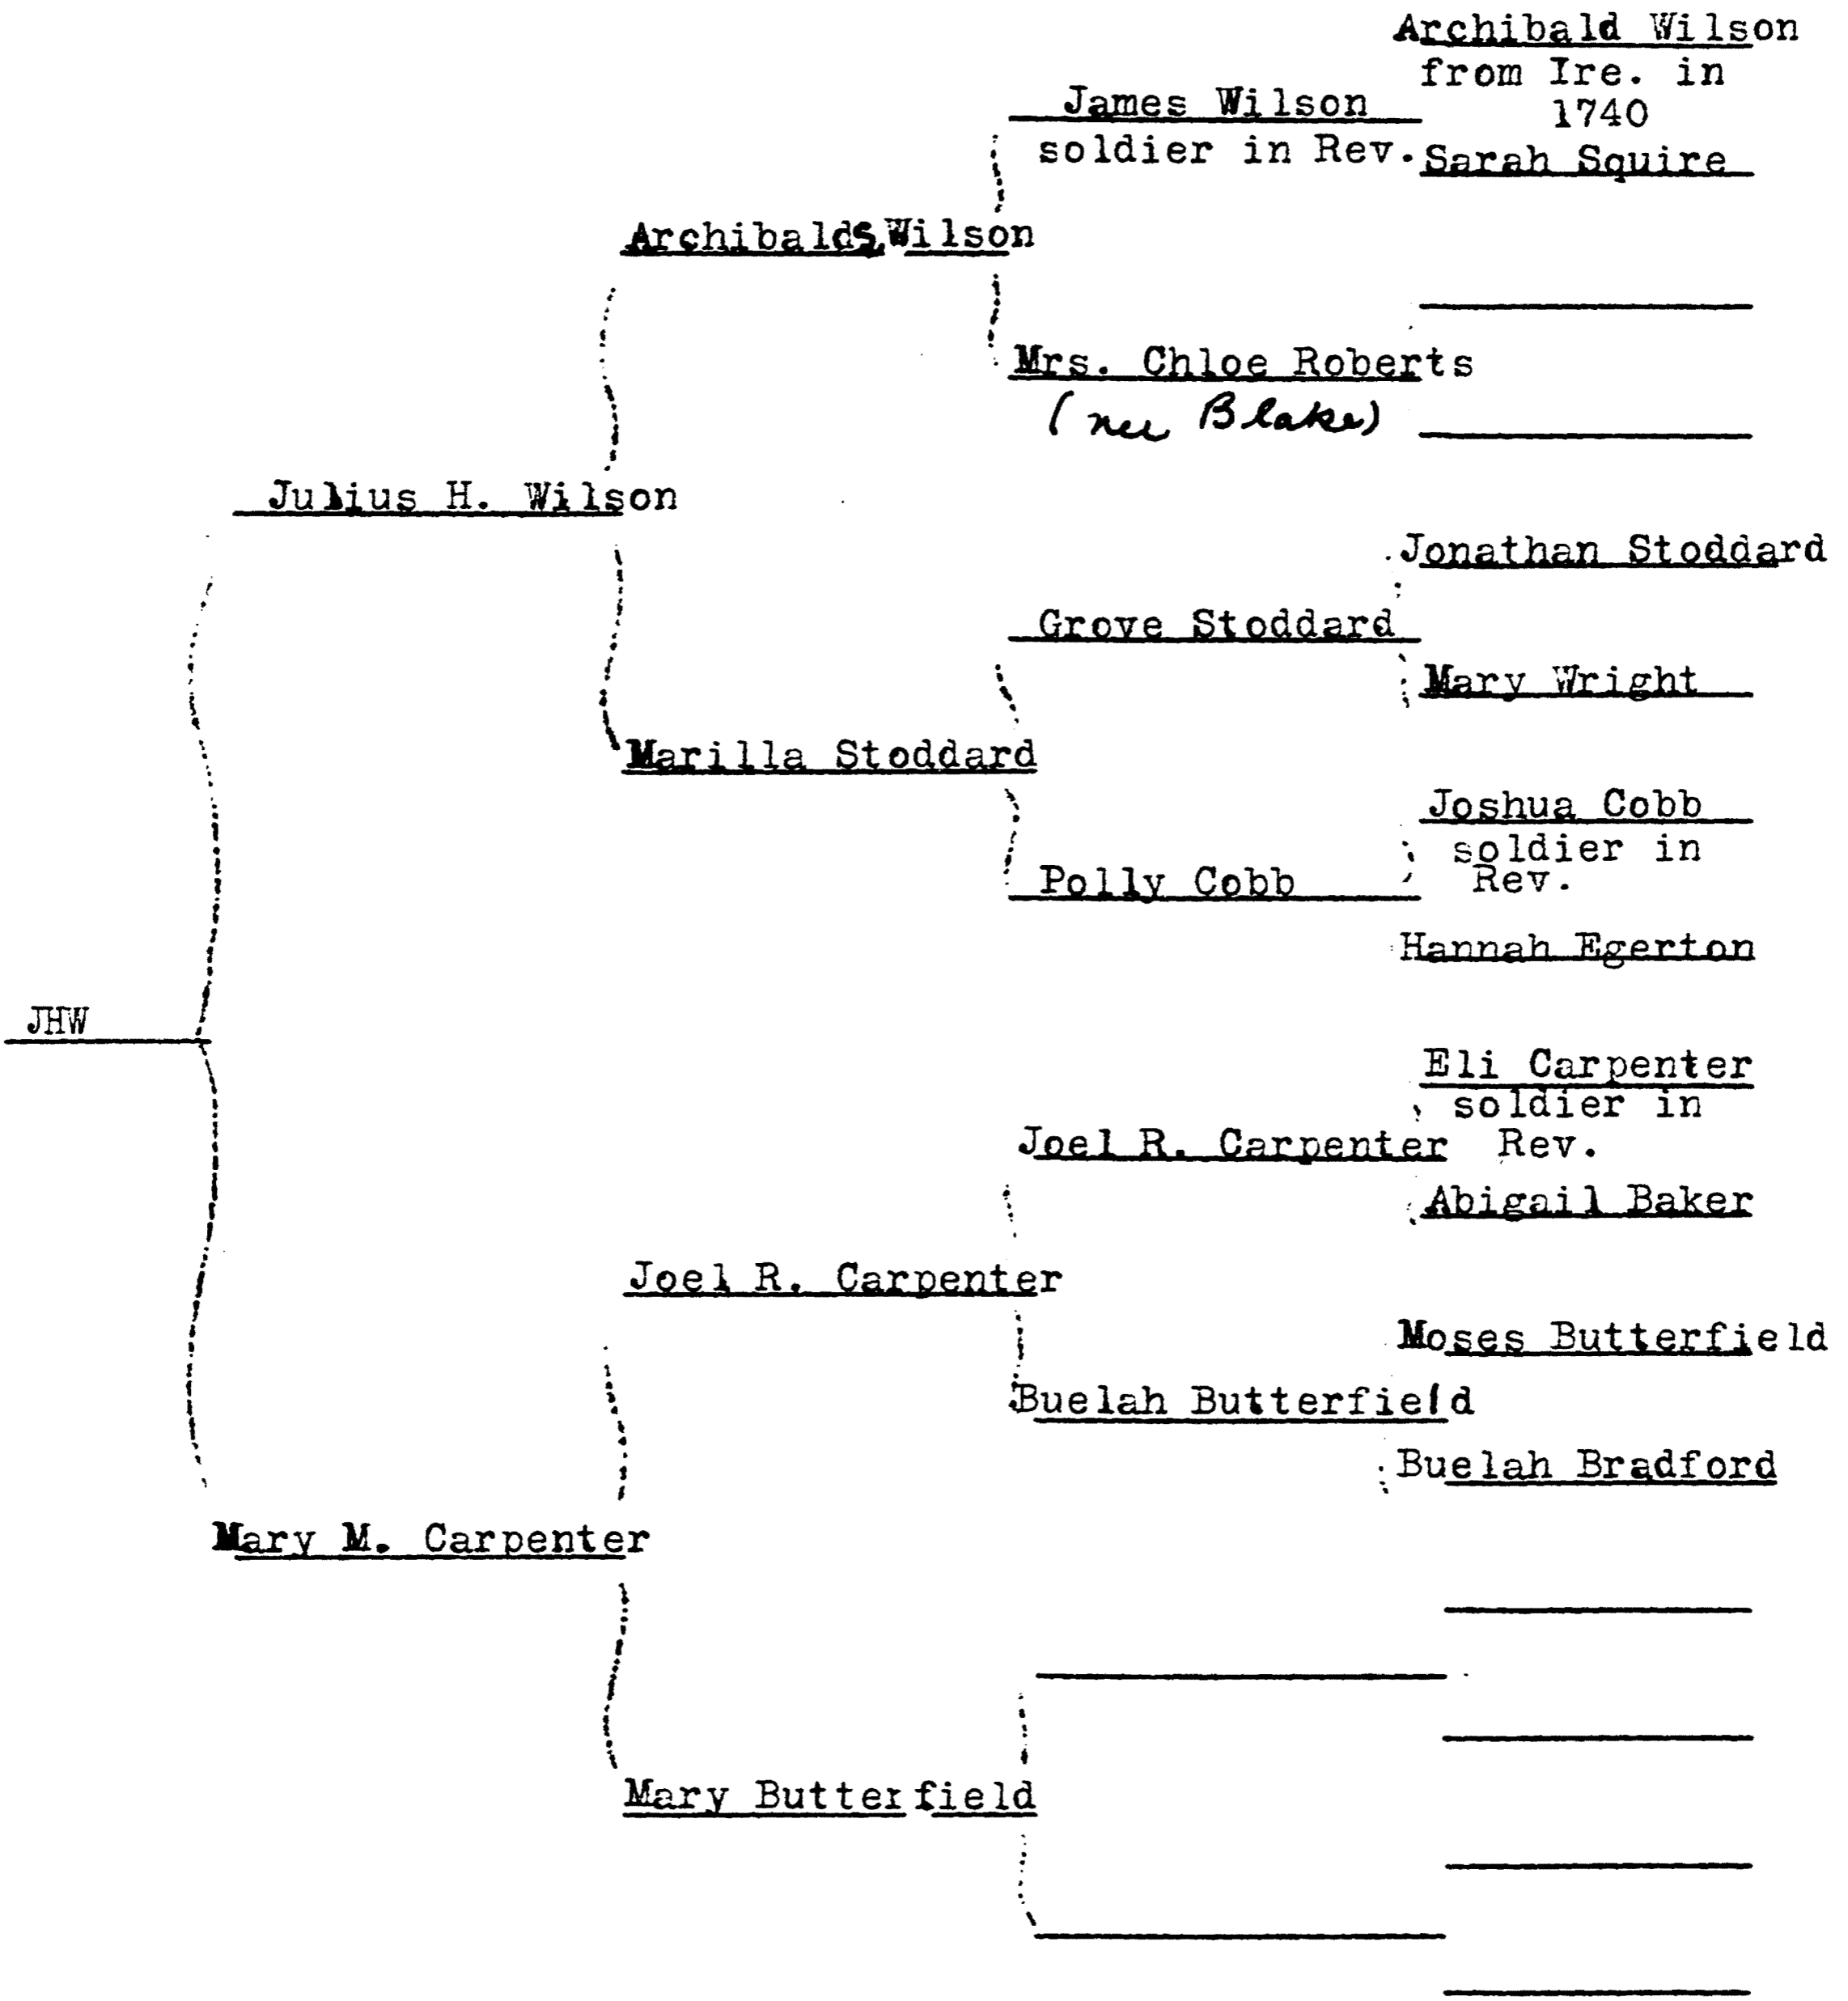 Archibald Wilson
from Ire. in
1740
James Wilson
soldier in Rev.
Sarah Squire
Archibald S. Wilson
Mrs. Chloe Roberts
(nee Blake)
Julius H. Wilson
Jonathan Stoddard
Grove Stoddard
Mary Wright
Marilla Stoddard
Joshua Cobb
soldier in
Rev.
Polly Cobb
Hannah Egerton
JHW
Eli Carpenter
soldier in
Rev.
Joel R. Carpenter
Abigail Baker
Joel R. Carpenter
Moses Butterfield
Buelah Butterfield
Buelah Bradford
Mary M. Carpenter
Mary Butterfield